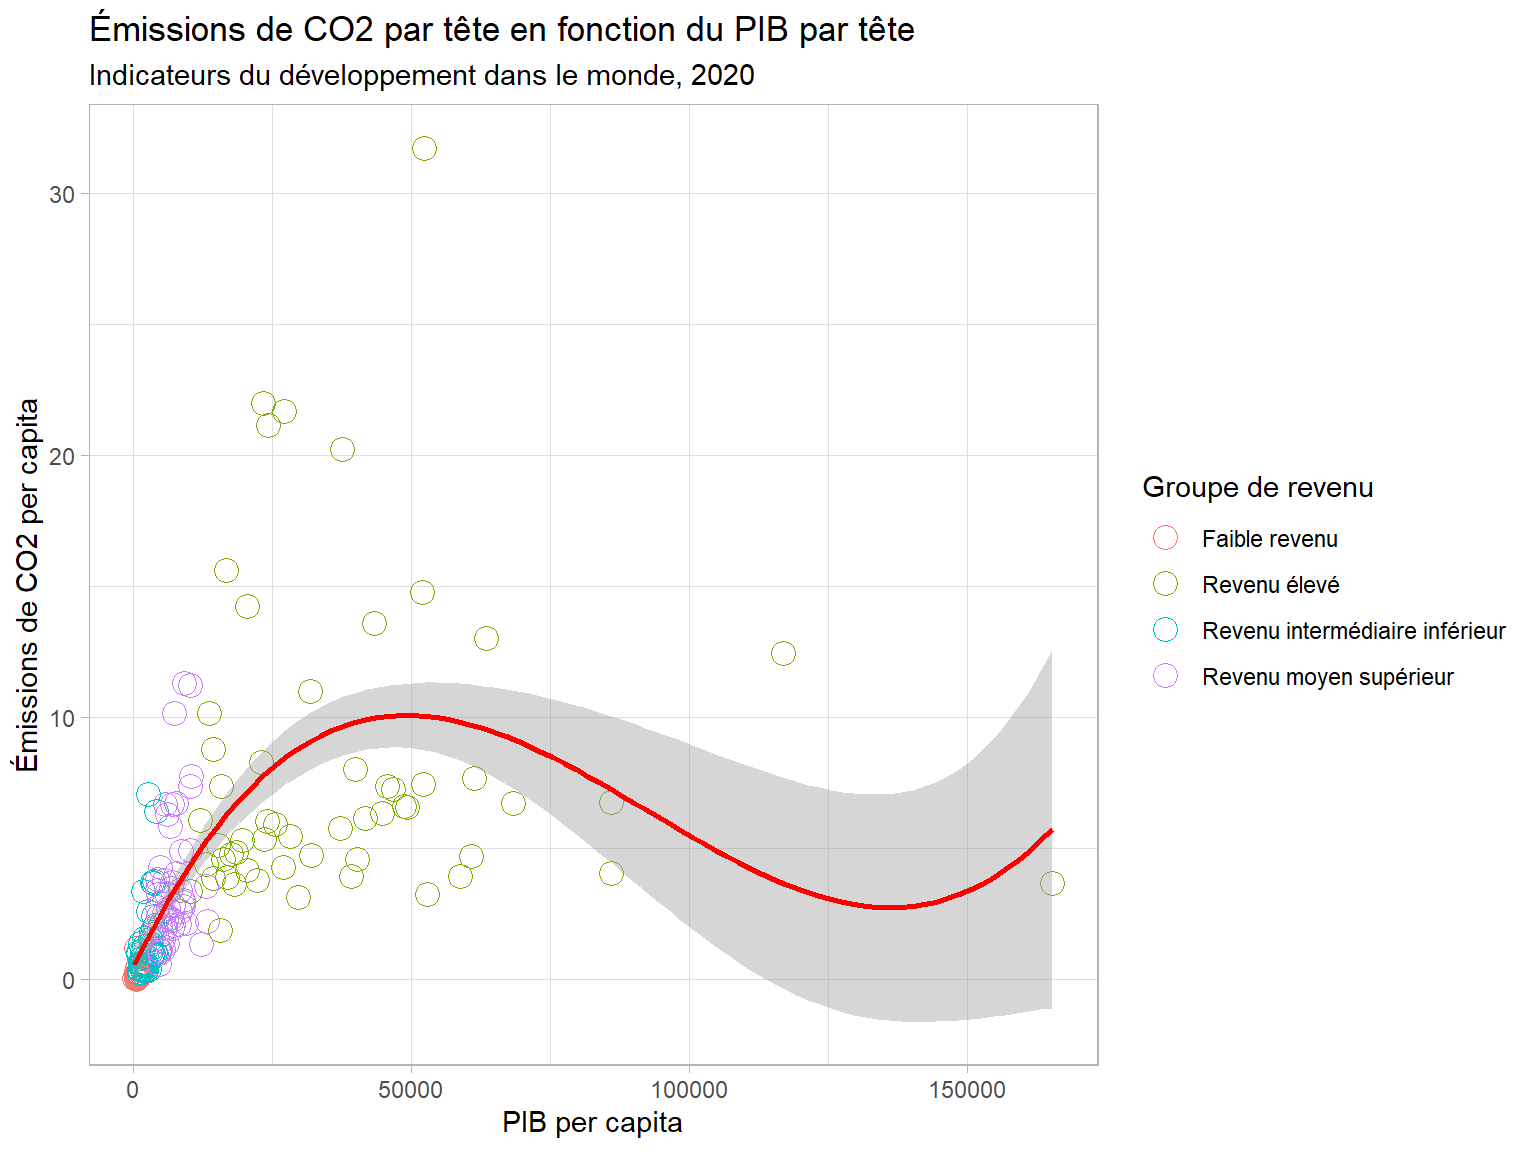 Émissions de CO2 par tête en fonction du PIB par tête
Indicateurs du développement dans le monde, 2020
Émissions de CO2 per capita
30
20
10
0
0
50000
100000
150000
PIB per capita
Groupe de revenu
Faible revenu
Revenu élevé
Revenu intermédiaire inférieur
Revenu moyen supérieur